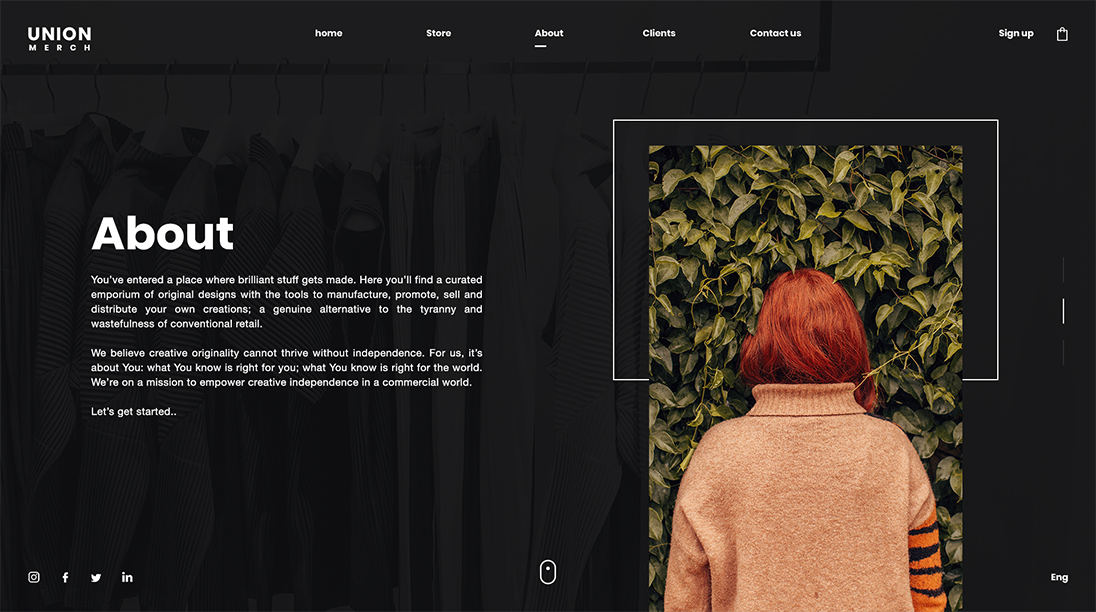 UNION
MERCH
home
Store
About
Clients
Contact us
Sign up
About
You’ve entered a place where brilliant stuff gets made. Here you’ll find a curated
emporium of original designs with the tools to manufacture, promote, sell and
distribute your own creations; a genuine alternative to the tyranny and
wastefulness of conventional retail.
We believe creative originality cannot thrive without independence. For us, it’s
about You: what You know is right for you; what You know is right for the world.
We’re on a mission to empower creative independence in a commercial world.
Let’s get started..
Eng